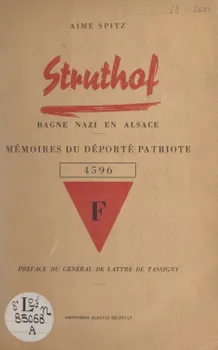 AIMÉ SPITZ
Struthof
BAGNE NAZI EN ALSACE
MÉMOIRES DU DÉPORTÉ PATRIOTE
4596
F
PRÉFACE DU GÉNÉRAL DE LATTRE DE TASSIGNY
83068
A